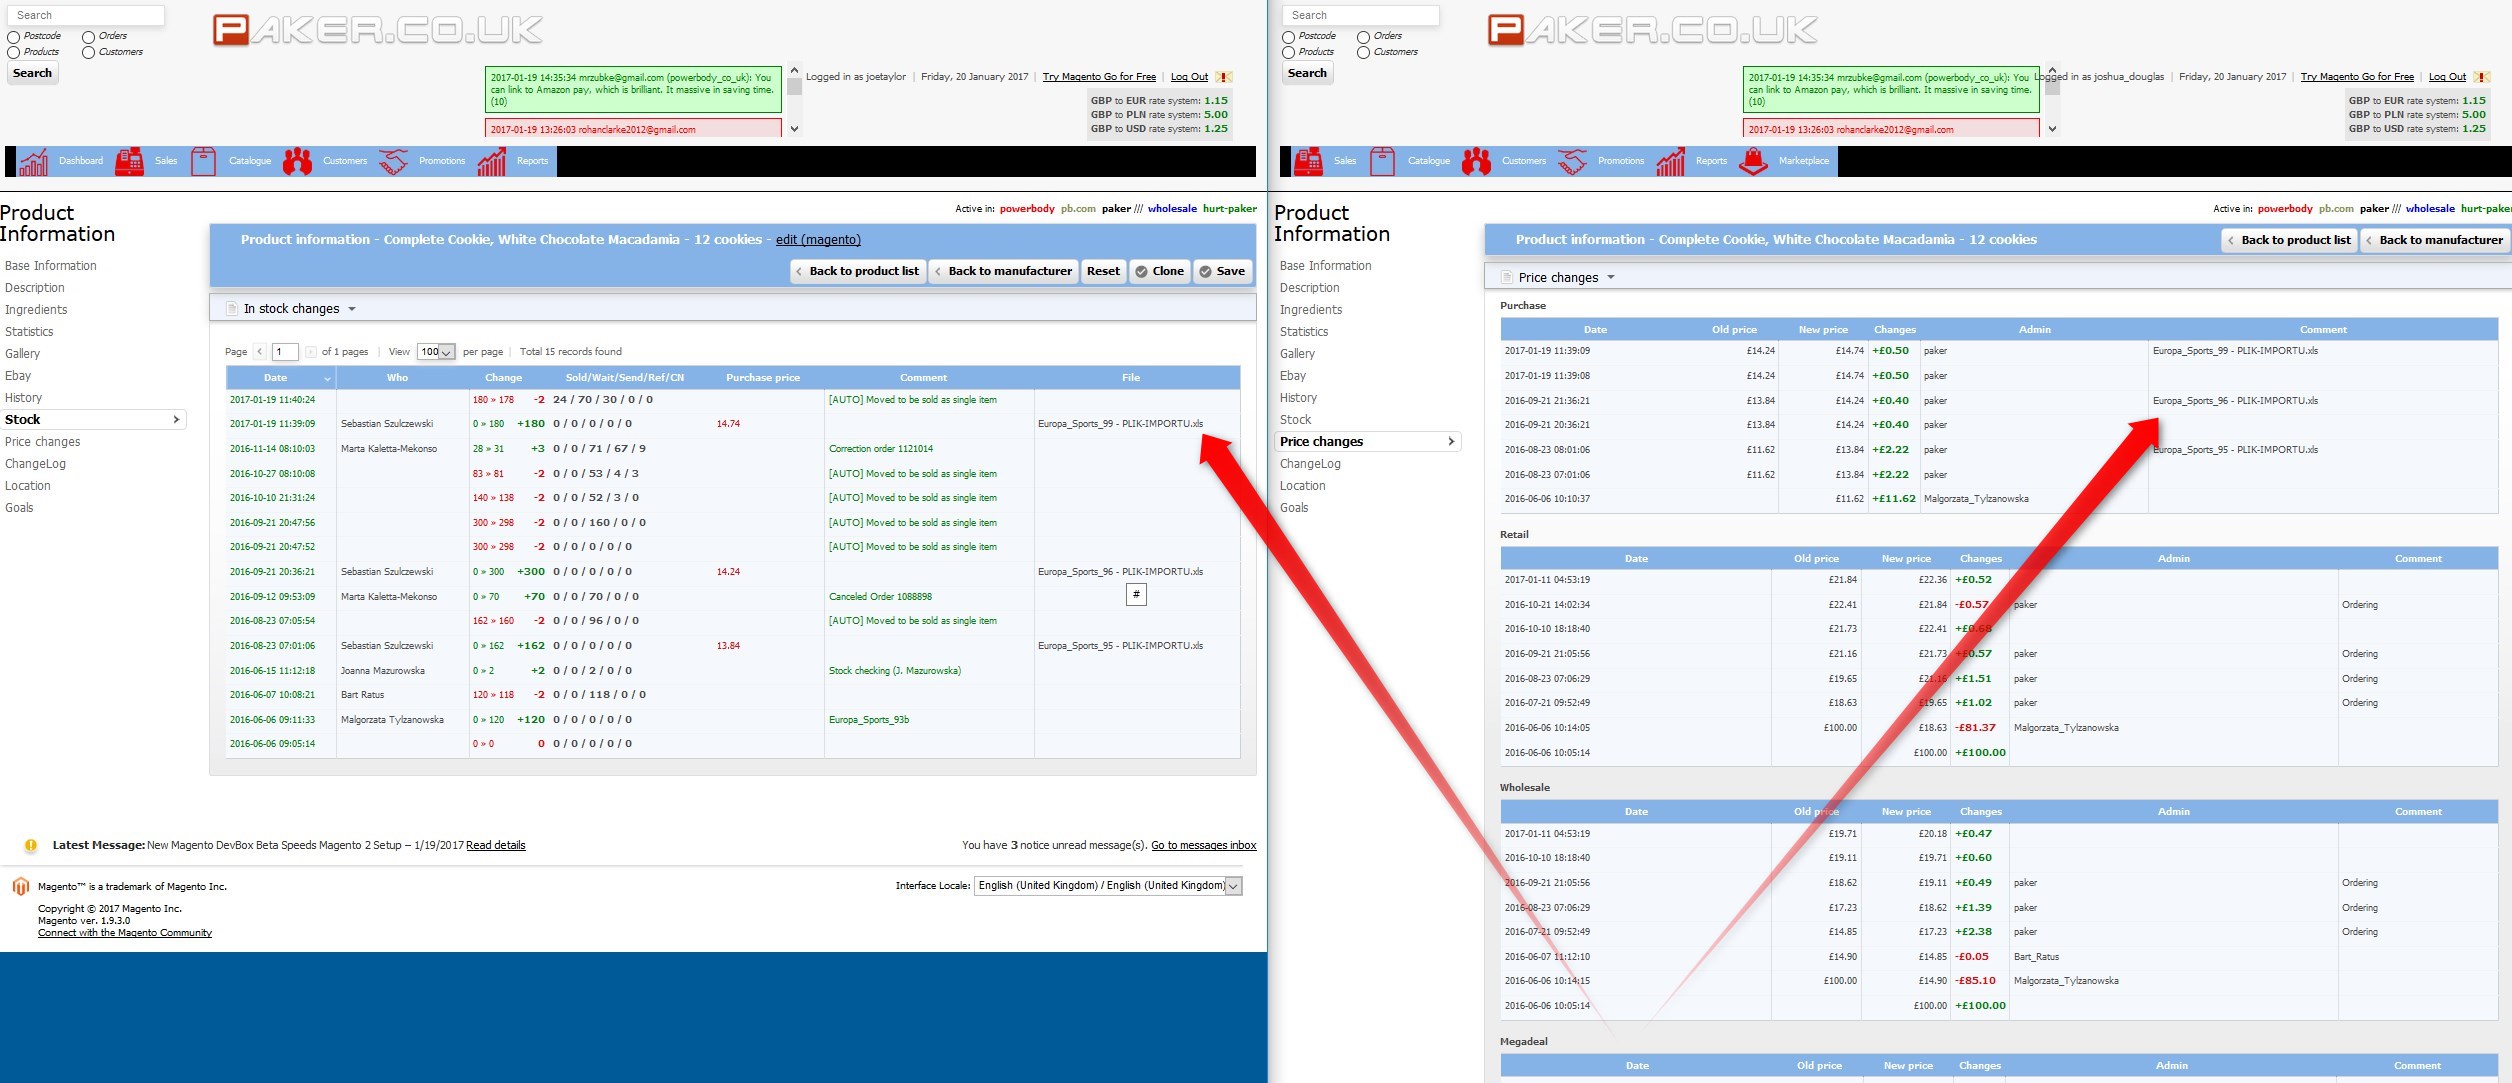 Search
Postcode Orders
Products Customers
Search
PAKER.CO.UK
2017-01-19 14:35:34 mrzubke@gmail.com (powerbody_co_uk): You
can link to Amazon pay, which is brilliant. It massive in saving time.
(10)
2017-01-19 13:26:03 rohanclarke2012@gmail.com
Logged in as joetaylor | Friday, 20 January 2017 | Try Magento Go for Free | Log Out
GBP to EUR rate system: 1.15
GBP to PLN rate system: 5.00
GBP to USD rate system: 1.25
Dashboard Sales Catalogue Customers Promotions Reports
Active in: powerbody pb.com paker /// wholesale hurt-paker
Product
Information
Base Information
Description
Ingredients
Statistics
Gallery
Ebay
History
Stock
Price changes
ChangeLog
Location
Goals
Product information - Complete Cookie, White Chocolate Macadamia - 12 cookies - edit (magento)
Back to product list Back to manufacturer Reset Clone Save
In stock changes
Page 1 of 1 pages | View 100 per page | Total 15 records found
Date Who Change Sold/Wait/Send/Ref/CN Purchase price Comment File
2017-01-19 11:40:24 180 » 178 -2 24 / 70 / 30 / 0 / 0 [AUTO] Moved to be sold as single item
2017-01-19 11:39:09 Sebastian Szulczewski 0 » 180 +180 0 / 0 / 0 / 0 / 0 14.74 Europa_Sports_99 - PLIK-IMPORTU.xls
2016-11-14 08:10:03 Marta Kaletta-Mekonso 28 » 31 +3 0 / 0 / 71 / 67 / 9 Correction order 1121014
2016-10-27 08:10:08 83 » 81 -2 0 / 0 / 53 / 4 / 3 [AUTO] Moved to be sold as single item
2016-10-10 21:31:24 140 » 138 -2 0 / 0 / 52 / 3 / 0 [AUTO] Moved to be sold as single item
2016-09-21 20:47:56 300 » 298 -2 0 / 0 / 160 / 0 / 0 [AUTO] Moved to be sold as single item
2016-09-21 20:47:52 300 » 298 -2 0 / 0 / 0 / 0 / 0 [AUTO] Moved to be sold as single item
2016-09-21 20:36:21 Sebastian Szulczewski 0 » 300 +300 0 / 0 / 0 / 0 / 0 14.24 Europa_Sports_96 - PLIK-IMPORTU.xls
2016-09-12 09:53:09 Marta Kaletta-Mekonso 0 » 70 +70 0 / 0 / 70 / 0 / 0 Canceled Order 1088898 #
2016-08-23 07:05:54 162 » 160 -2 0 / 0 / 96 / 0 / 0 [AUTO] Moved to be sold as single item
2016-08-23 07:01:06 Sebastian Szulczewski 0 » 162 +162 0 / 0 / 0 / 0 / 0 13.84 Europa_Sports_95 - PLIK-IMPORTU.xls
2016-06-15 11:12:18 Joanna Mazurowska 0 » 2 +2 0 / 0 / 2 / 0 / 0 Stock checking (J. Mazurowska)
2016-06-07 10:08:21 Bart Ratus 120 » 118 -2 0 / 0 / 118 / 0 / 0
2016-06-06 09:11:33 Malgorzata Tylzanowska 0 » 120 +120 0 / 0 / 0 / 0 / 0 Europa_Sports_93b
2016-06-06 09:05:14 0 » 0 0 0 / 0 / 0 / 0 / 0
Latest Message: New Magento DevBox Beta Speeds Magento 2 Setup – 1/19/2017 Read details
You have 3 notice unread message(s). Go to messages inbox
Magento™ is a trademark of Magento Inc.
Interface Locale: English (United Kingdom) / English (United Kingdom)
Copyright © 2017 Magento Inc.
Magento ver. 1.9.3.0
Connect with the Magento Community
Search
Postcode Orders
Products Customers
Search
PAKER.CO.UK
2017-01-19 14:35:34 mrzubke@gmail.com (powerbody_co_uk): You
can link to Amazon pay, which is brilliant. It massive in saving time.
(10)
2017-01-19 13:26:03 rohanclarke2012@gmail.com
Logged in as joshua_douglas | Friday, 20 January 2017 | Try Magento Go for Free | Log Out
GBP to EUR rate system: 1.15
GBP to PLN rate system: 5.00
GBP to USD rate system: 1.25
Sales Catalogue Customers Promotions Reports Marketplace
Active in: powerbody pb.com paker /// wholesale hurt-paker
Product
Information
Base Information
Description
Ingredients
Statistics
Gallery
Ebay
History
Stock
Price changes
ChangeLog
Location
Goals
Product information - Complete Cookie, White Chocolate Macadamia - 12 cookies
Back to product list Back to manufacturer
Price changes
Purchase
Date Old price New price Changes Admin Comment
2017-01-19 11:39:09 £14.24 £14.74 +£0.50 paker Europa_Sports_99 - PLIK-IMPORTU.xls
2017-01-19 11:39:08 £14.24 £14.74 +£0.50 paker
2016-09-21 21:36:21 £13.84 £14.24 +£0.40 paker Europa_Sports_96 - PLIK-IMPORTU.xls
2016-09-21 20:36:21 £13.84 £14.24 +£0.40 paker
2016-08-23 08:01:06 £11.62 £13.84 +£2.22 paker Europa_Sports_95 - PLIK-IMPORTU.xls
2016-08-23 07:01:06 £11.62 £13.84 +£2.22 paker
2016-06-06 10:10:37 £11.62 +£11.62 Malgorzata_Tylzanowska
Retail
Date Old price New price Changes Admin Comment
2017-01-11 04:53:19 £21.84 £22.36 +£0.52
2016-10-21 14:02:34 £22.41 £21.84 -£0.57 paker Ordering
2016-10-10 18:18:40 £21.73 £22.41 +£0.68
2016-09-21 21:05:56 £21.16 £21.73 +£0.57 paker Ordering
2016-08-23 07:06:29 £19.65 £21.16 +£1.51 paker Ordering
2016-07-21 09:52:49 £18.63 £19.65 +£1.02 paker Ordering
2016-06-06 10:14:05 £100.00 £18.63 -£81.37 Malgorzata_Tylzanowska
2016-06-06 10:05:14 £100.00 +£100.00
Wholesale
Date Old price New price Changes Admin Comment
2017-01-11 04:53:19 £19.71 £20.18 +£0.47
2016-10-10 18:18:40 £19.11 £19.71 +£0.60
2016-09-21 21:05:56 £18.62 £19.11 +£0.49 paker Ordering
2016-08-23 07:06:29 £17.23 £18.62 +£1.39 paker Ordering
2016-07-21 09:52:49 £14.85 £17.23 +£2.38 paker Ordering
2016-06-07 11:12:10 £14.90 £14.85 -£0.05 Bart_Ratus
2016-06-06 10:14:15 £100.00 £14.90 -£85.10 Malgorzata_Tylzanowska
2016-06-06 10:05:14 £100.00 +£100.00
Megadeal
Date Old price New price Changes Admin Comment